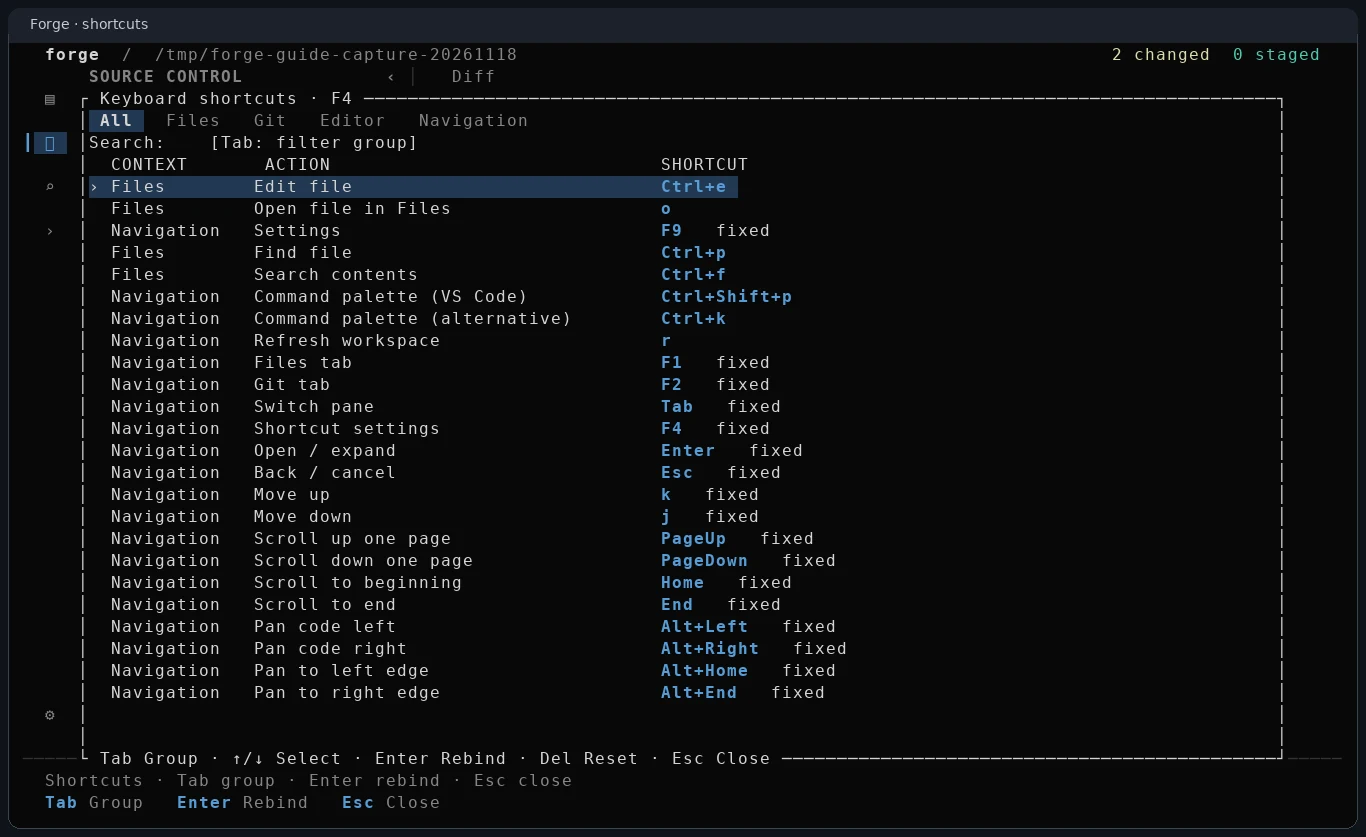 Forge · shortcuts
forge / /tmp/forge-guide-capture-20261118 2 changed 0 staged
SOURCE CONTROL ‹ Diff
Keyboard shortcuts · F4
All Files Git Editor Navigation
Search: [Tab: filter group]
CONTEXT ACTION SHORTCUT
› Files Edit file Ctrl+e
Files Open file in Files o
Navigation Settings F9 fixed
Files Find file Ctrl+p
Files Search contents Ctrl+f
Navigation Command palette (VS Code) Ctrl+Shift+p
Navigation Command palette (alternative) Ctrl+k
Navigation Refresh workspace r
Navigation Files tab F1 fixed
Navigation Git tab F2 fixed
Navigation Switch pane Tab fixed
Navigation Shortcut settings F4 fixed
Navigation Open / expand Enter fixed
Navigation Back / cancel Esc fixed
Navigation Move up k fixed
Navigation Move down j fixed
Navigation Scroll up one page PageUp fixed
Navigation Scroll down one page PageDown fixed
Navigation Scroll to beginning Home fixed
Navigation Scroll to end End fixed
Navigation Pan code left Alt+Left fixed
Navigation Pan code right Alt+Right fixed
Navigation Pan to left edge Alt+Home fixed
Navigation Pan to right edge Alt+End fixed
Tab Group · ↑/↓ Select · Enter Rebind · Del Reset · Esc Close
Shortcuts · Tab group · Enter rebind · Esc close
Tab Group Enter Rebind Esc Close